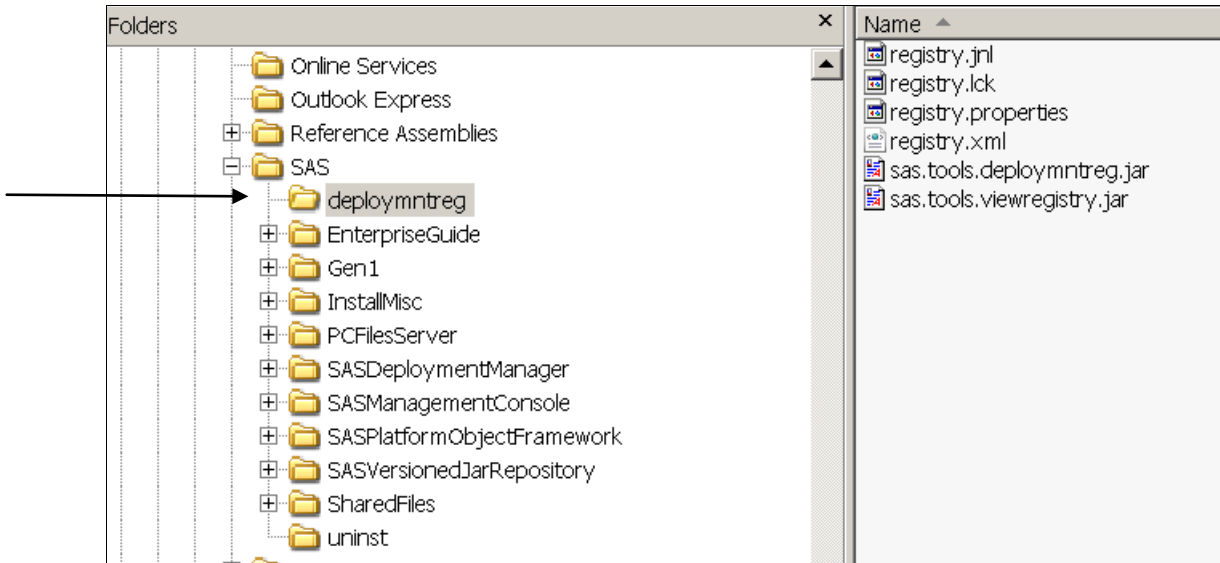 Folders
Online Services
Outlook Express
Reference Assemblies
SAS
deploymntreg
EnterpriseGuide
Gen1
InstallMisc
PCFilesServer
SASDeploymentManager
SASManagementConsole
SASPlatformObjectFramework
SASVersionedJarRepository
SharedFiles
uninst
Name
registry.jnl
registry.lck
registry.properties
registry.xml
sas.tools.deploymntreg.jar
sas.tools.viewregistry.jar